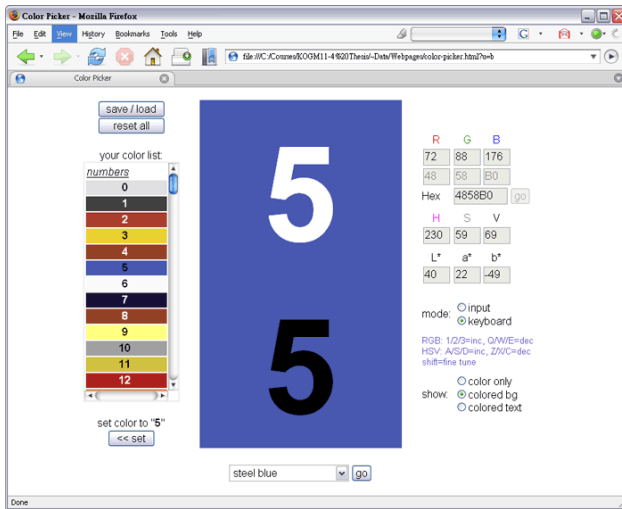 Color Picker - Mozilla Firefox
File Edit View History Bookmarks Tools Help
file:///C:/Courses/KOGM11-4%20Thesis/~Data/Webpages/color-picker.html?u=b
Color Picker
save / load
reset all
your color list:
numbers
0
1
2
3
4
5
6
7
8
9
10
11
12
set color to "5"
<< set
5
5
steel blue go
R G B
72 88 176
48 58 B0
Hex 4858B0 go
H S V
230 59 69
L* a* b*
40 22 -49
mode: input
keyboard
RGB: 1/2/3=inc, Q/W/E=dec
HSV: A/S/D=inc, Z/X/C=dec
shift=fine tune
show: color only
colored bg
colored text
Done